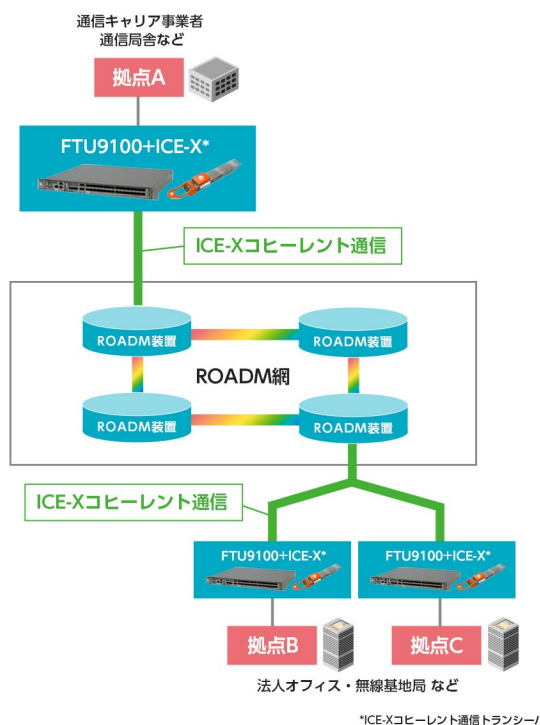 通信キャリア事業者
通信局舎など
拠点A
FTU9100+ICE-X*
ICE-Xコヒーレント通信
ROADM装置
ROADM装置
ROADM網
ROADM装置
ROADM装置
ICE-Xコヒーレント通信
FTU9100+ICE-X*
FTU9100+ICE-X*
拠点B
拠点C
法人オフィス・無線基地局 など
*ICE-Xコヒーレント通信トランシー